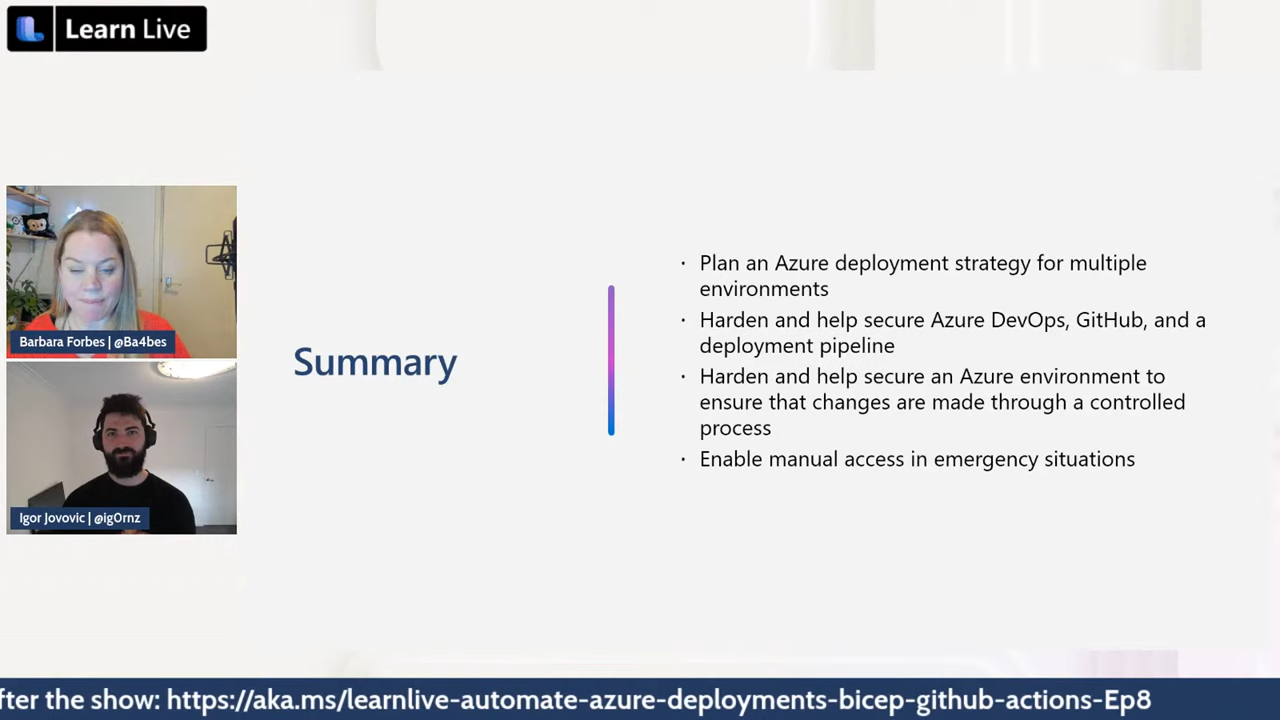 Learn Live
Barbara Forbes | @Ba4bes
Igor Jovovic | @ig0rnz
Summary
· Plan an Azure deployment strategy for multiple
environments
· Harden and help secure Azure DevOps, GitHub, and a
deployment pipeline
· Harden and help secure an Azure environment to
ensure that changes are made through a controlled
process
· Enable manual access in emergency situations
fter the show: https://aka.ms/learnlive-automate-azure-deployments-bicep-github-actions-Ep8